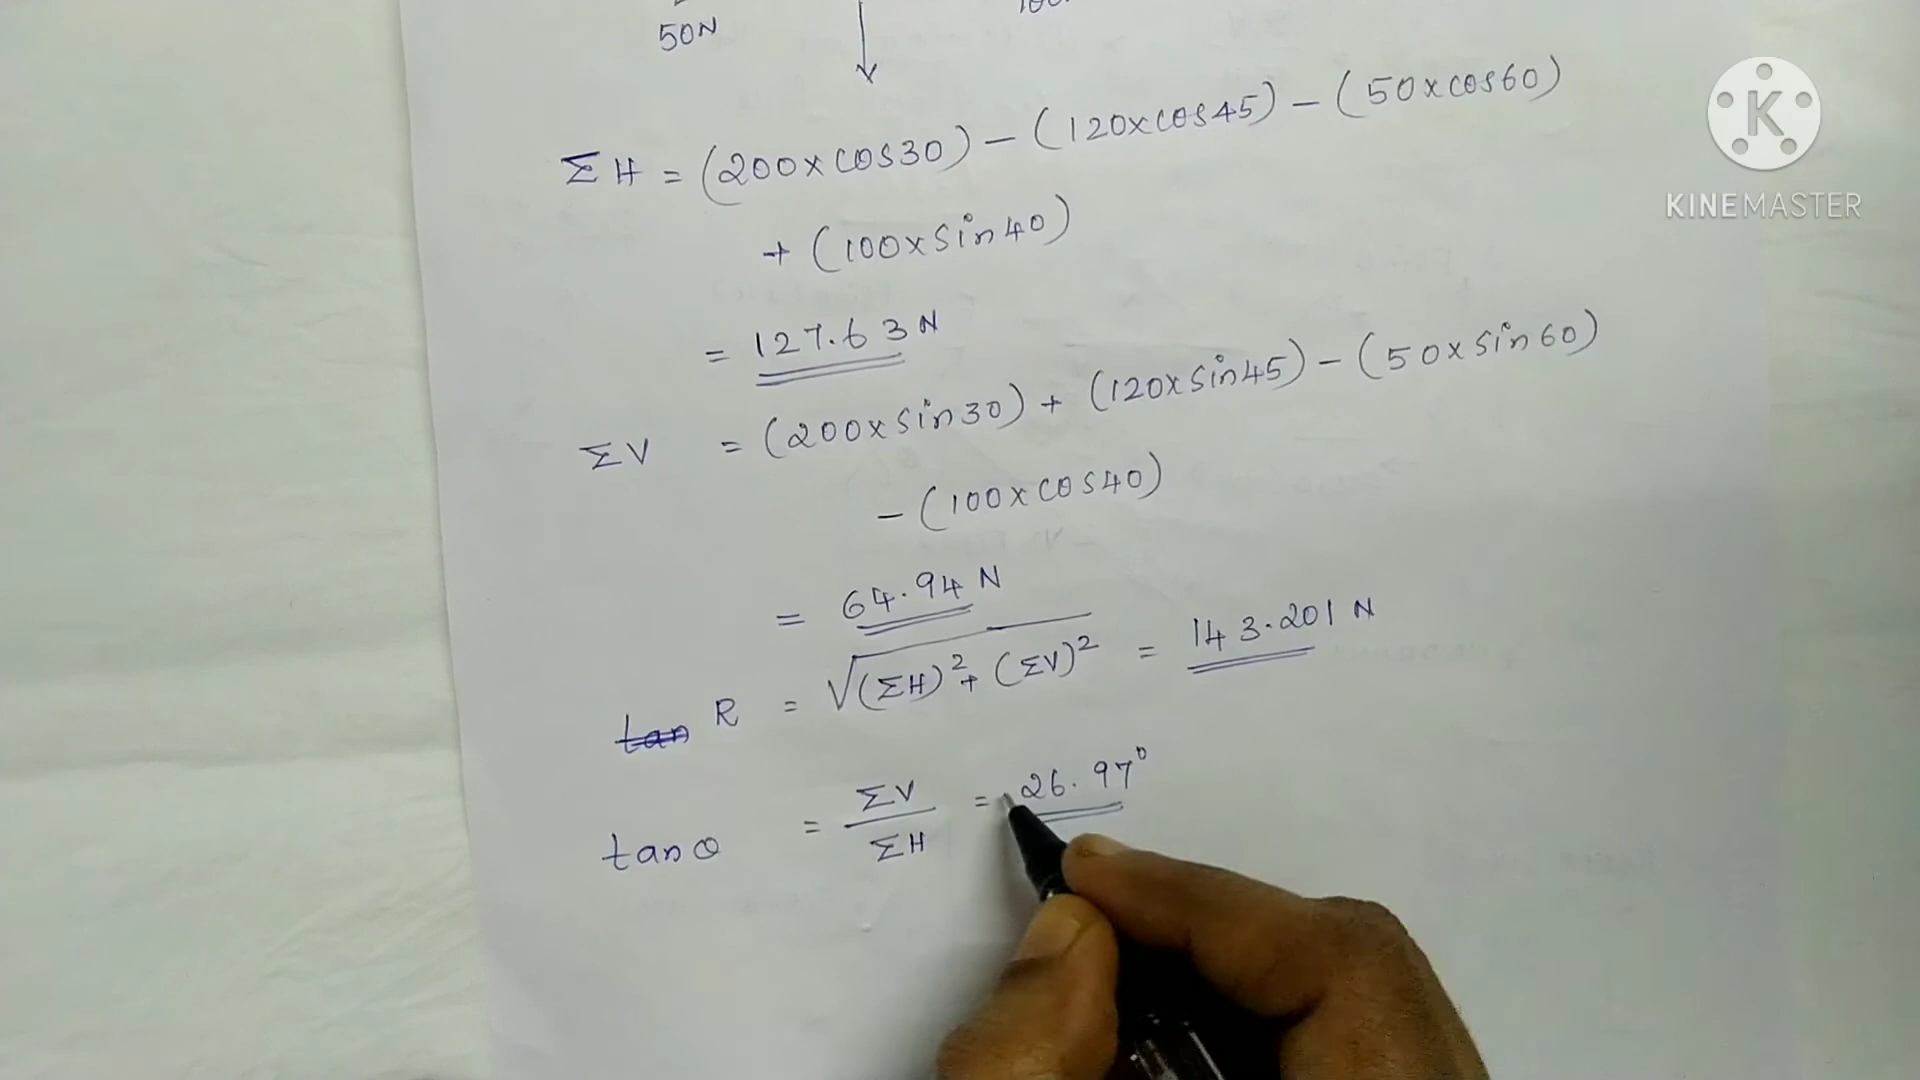 50N
ΣH = (200×cos30) − (120×cos45) − (50×cos60)
+ (100×sin40)
= 127.63 N
ΣV = (200×sin30) + (120×sin45) − (50×sin60)
− (100×cos40)
= 64.94 N
tan R = √(ΣH)² + (ΣV)² = 143.201 N
tanθ = ΣV / ΣH = 26.97°
K
KINEMASTER